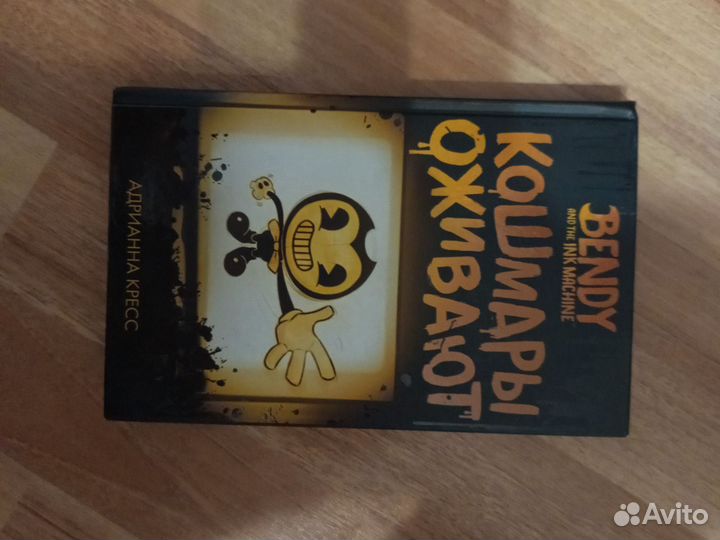 BENDY
AND THE INK MACHINE
КОШМАРЫ
ОЖИВАЮТ
АДРИАННА КРЕСС
Avito